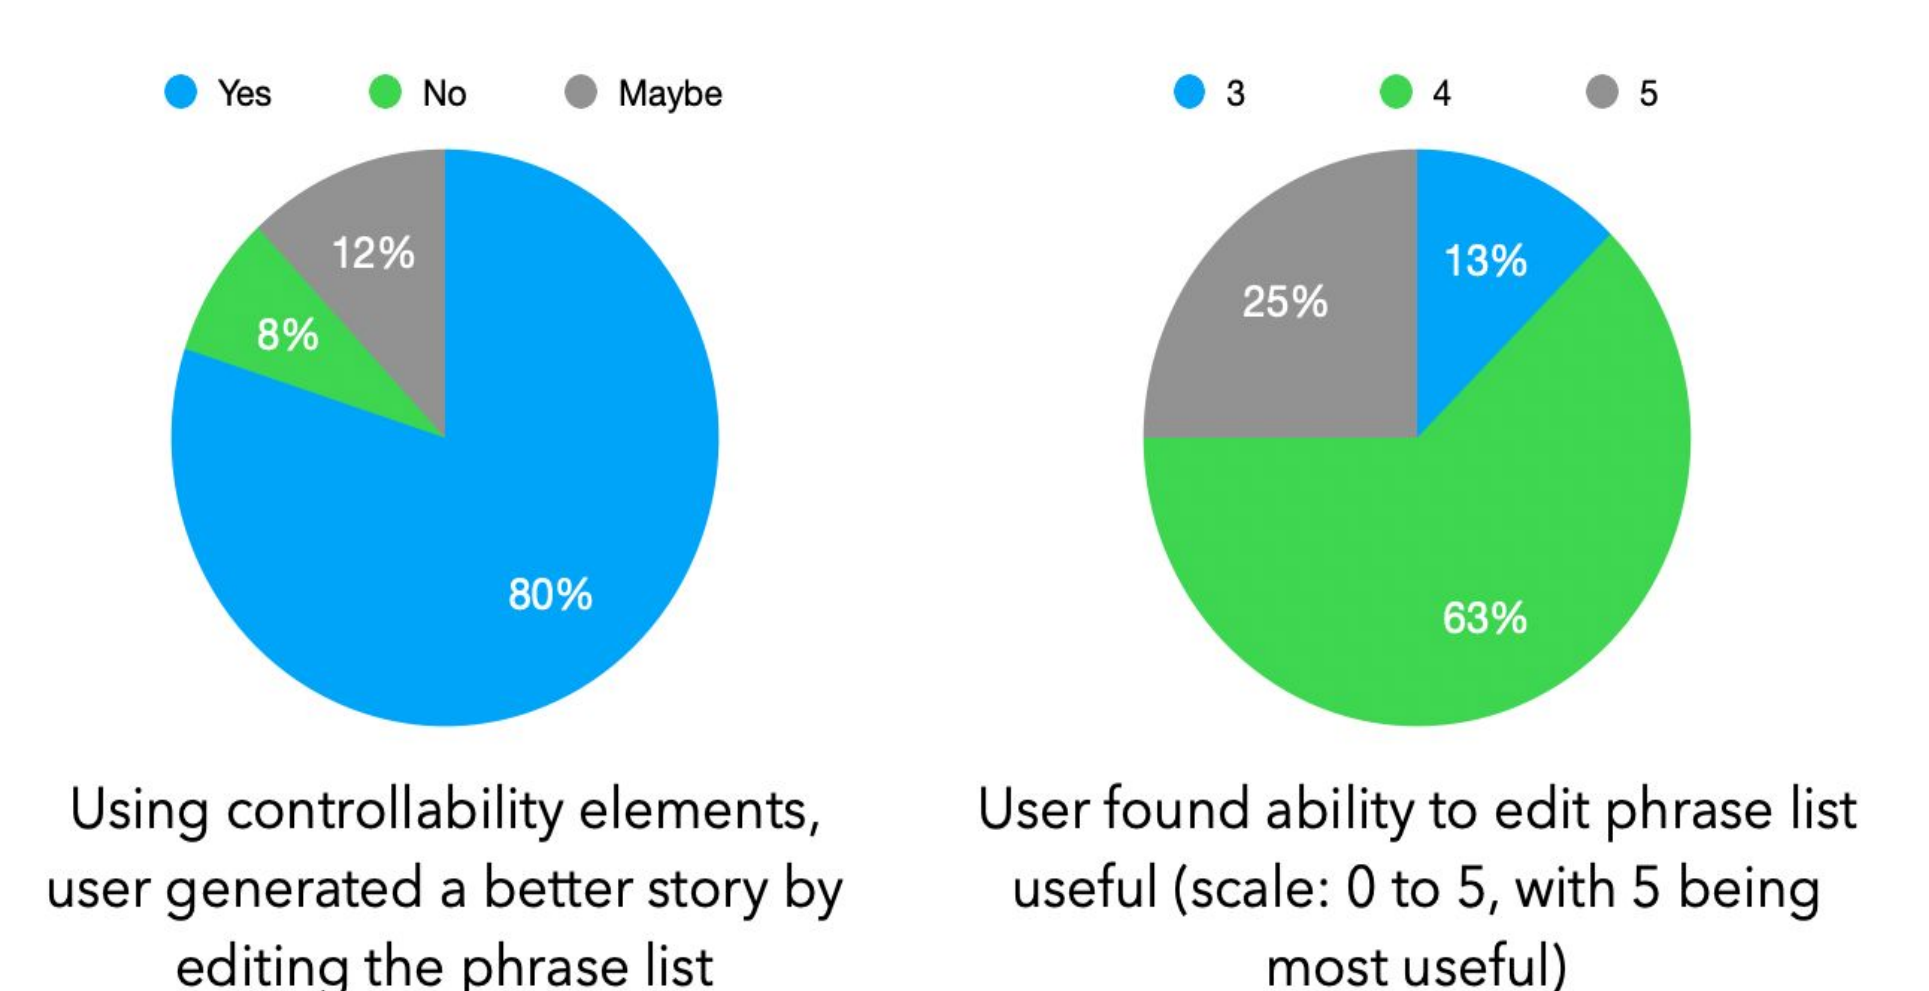 Yes No Maybe
12%
8%
80%
Using controllability elements,
user generated a better story by
editing the phrase list
3 4 5
13%
25%
63%
User found ability to edit phrase list
useful (scale: 0 to 5, with 5 being
most useful)